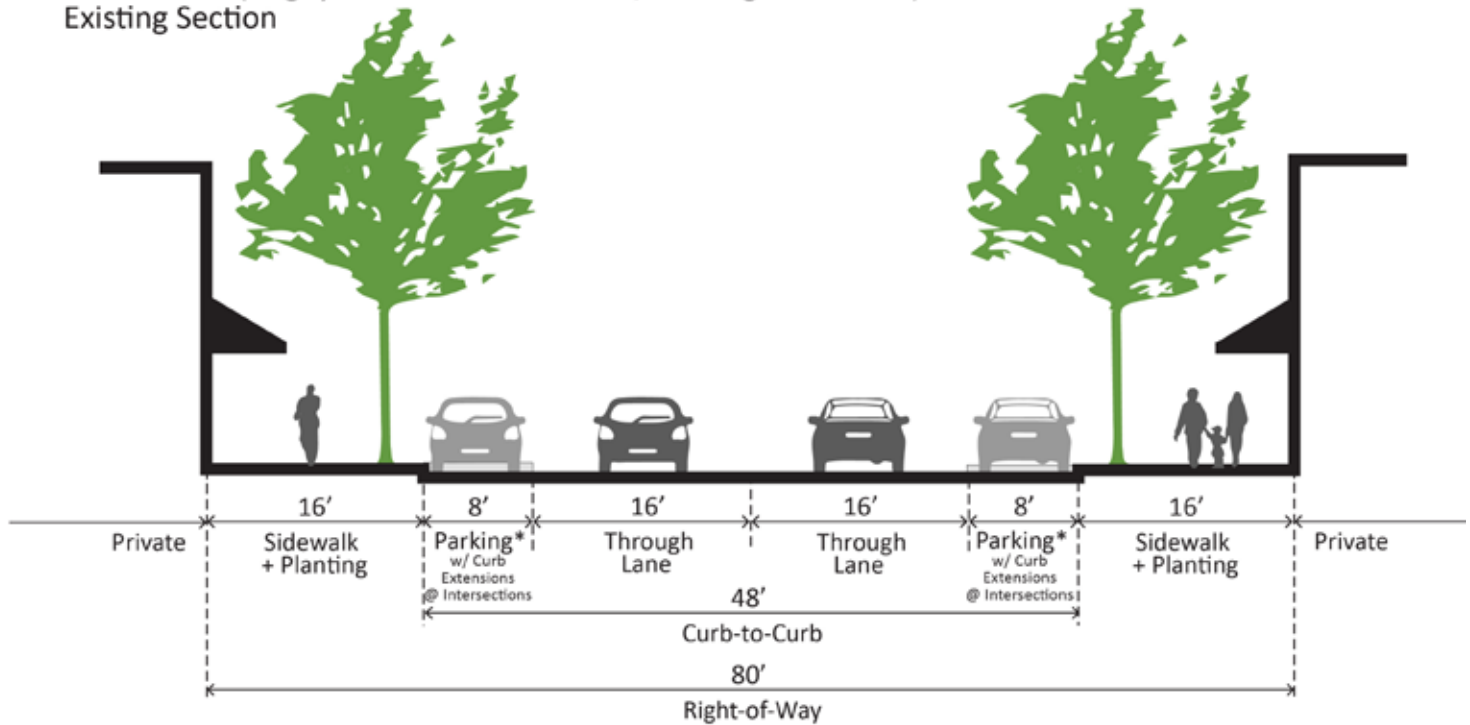 Existing Section
16’
8’
16’
16’
8’
16’
Private
Sidewalk
+ Planting
Parking*
w/ Curb
Extensions
@ Intersections
Through
Lane
Through
Lane
Parking*
w/ Curb
Extensions
@ Intersections
Sidewalk
+ Planting
Private
48’
Curb-to-Curb
80’
Right-of-Way